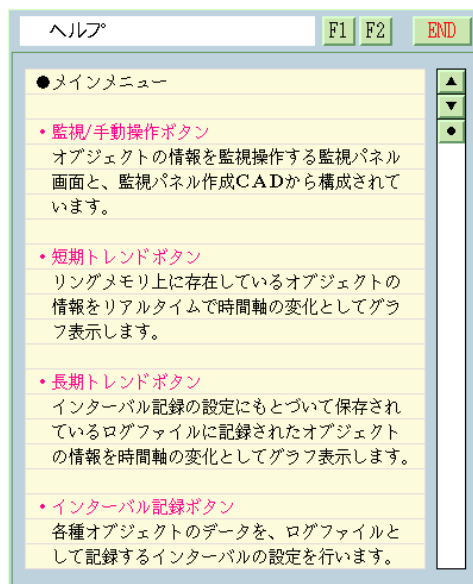 ヘルプ F1 F2 END
●メインメニュー
・監視/手動操作ボタン
オブジェクトの情報を監視操作する監視パネル
画面と、監視パネル作成CADから構成されて
います。
・短期トレンドボタン
リングメモリ上に存在しているオブジェクトの
情報をリアルタイムで時間軸の変化としてグラ
フ表示します。
・長期トレンドボタン
インターバル記録の設定にもとづいて保存され
ているログファイルに記録されたオブジェクト
の情報を時間軸の変化としてグラフ表示します。
・インターバル記録ボタン
各種オブジェクトのデータを、ログファイルと
して記録するインターバルの設定を行います。